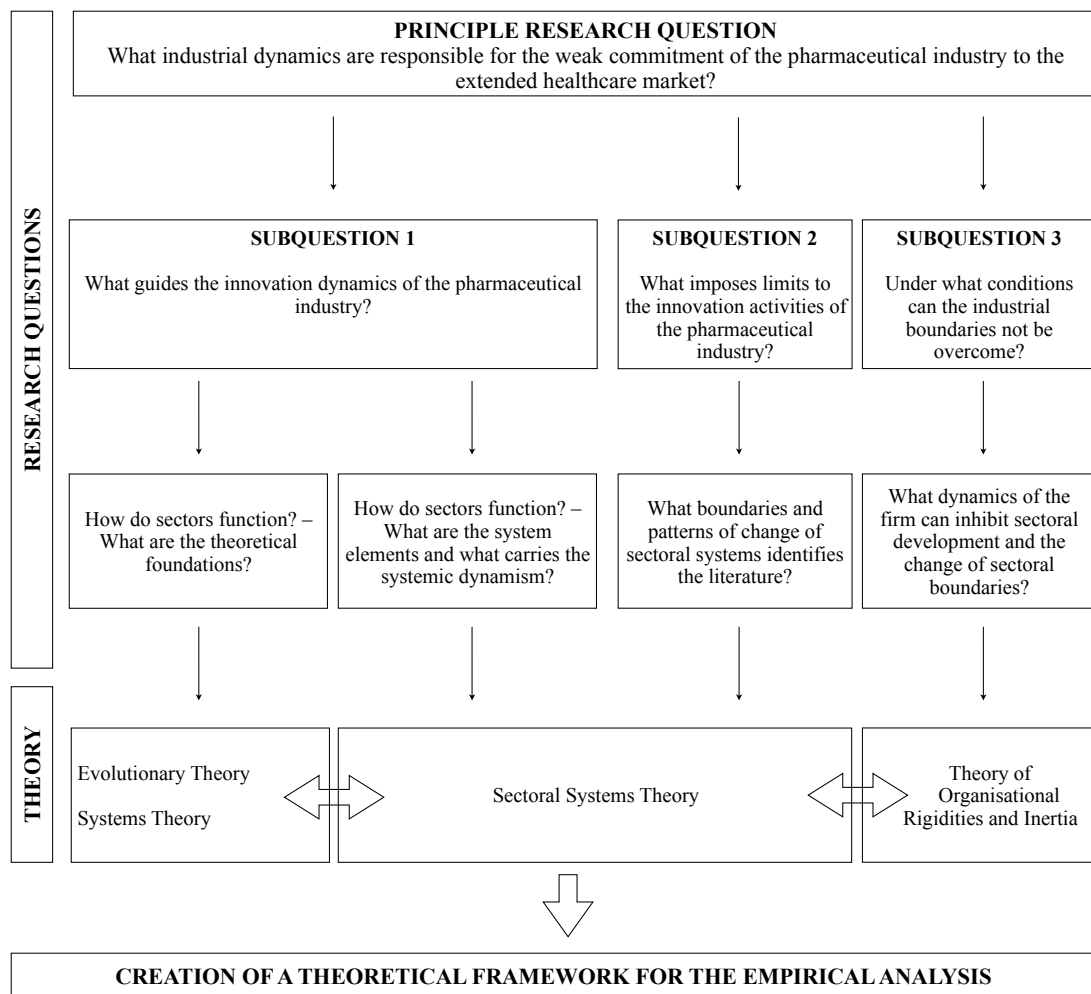 PRINCIPLE RESEARCH QUESTION
What industrial dynamics are responsible for the weak commitment of the pharmaceutical industry to the
extended healthcare market?
RESEARCH QUESTIONS
SUBQUESTION 1
What guides the innovation dynamics of the pharmaceutical
industry?
SUBQUESTION 2
What imposes limits to
the innovation activities of
the pharmaceutical
industry?
SUBQUESTION 3
Under what conditions
can the industrial
boundaries not be
overcome?
How do sectors function? –
What are the theoretical
foundations?
How do sectors function? –
What are the system
elements and what carries the
systemic dynamism?
What boundaries and
patterns of change of
sectoral systems identifies
the literature?
What dynamics of the
firm can inhibit sectoral
development and the
change of sectoral
boundaries?
THEORY
Evolutionary Theory
Systems Theory
Sectoral Systems Theory
Theory of
Organisational
Rigidities and Inertia
CREATION OF A THEORETICAL FRAMEWORK FOR THE EMPIRICAL ANALYSIS